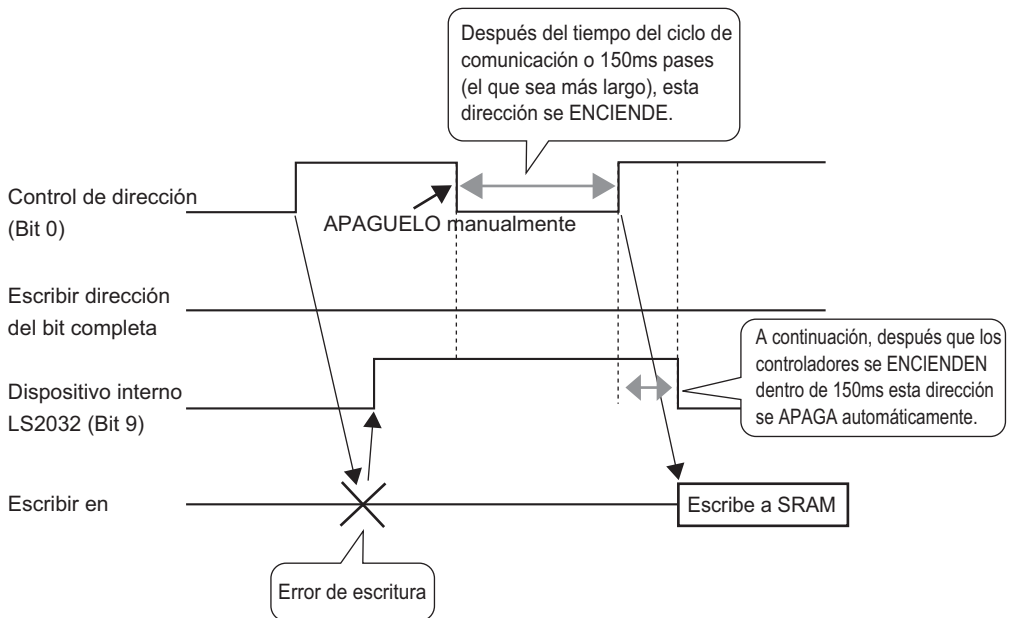 Después del tiempo del ciclo de
comunicación o 150ms pases
(el que sea más largo), esta
dirección se ENCIENDE.
Control de dirección
(Bit 0)
APAGUELO manualmente
Escribir dirección
del bit completa
A continuación, después que los
controladores se ENCIENDEN
dentro de 150ms esta dirección
se APAGA automáticamente.
Dispositivo interno
LS2032 (Bit 9)
Escribir en
Escribe a SRAM
Error de escritura